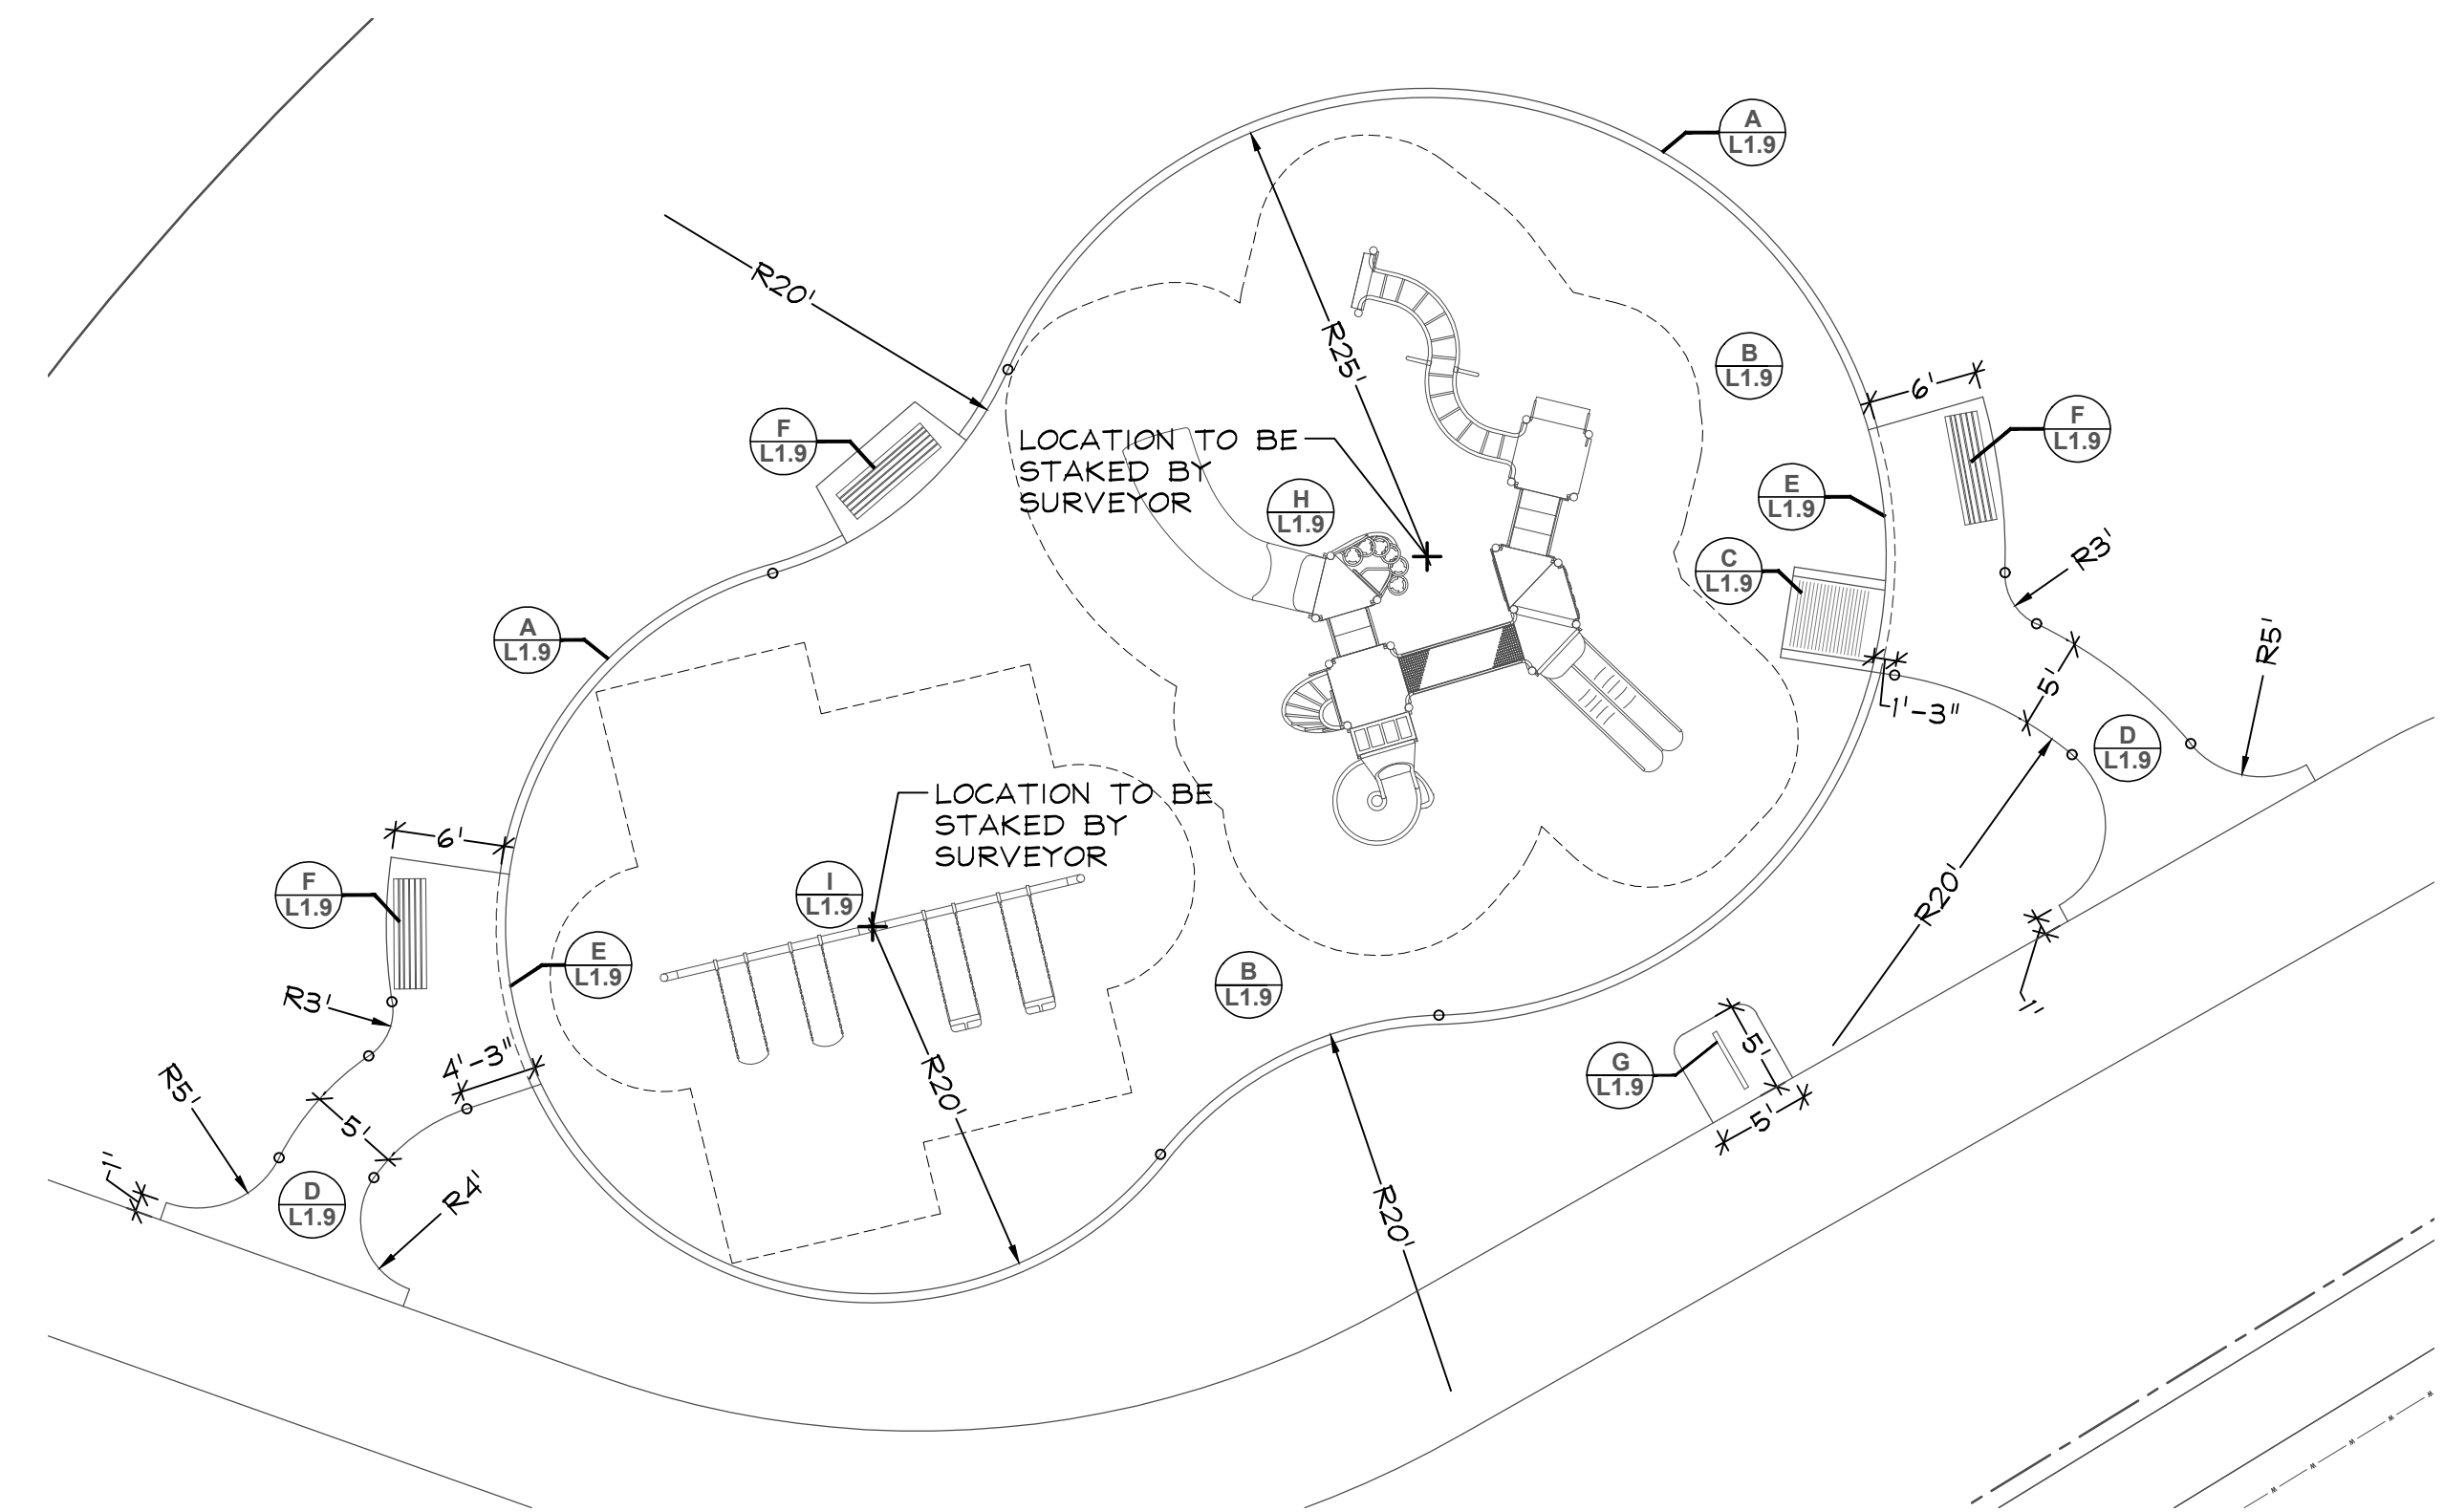 A
L1.9
R20'
R25'
B
L1.9
6'
F
L1.9
F
L1.9
LOCATION TO BE
STAKED BY
SURVEYOR
H
L1.9
E
L1.9
C
L1.9
R3'
A
L1.9
R5'
5'
1'-3"
D
L1.9
LOCATION TO BE
STAKED BY
SURVEYOR
6'
F
L1.9
I
L1.9
R20'
E
L1.9
B
L1.9
R3'
1'
4'-3"
R5'
R20'
5'
G
L1.9
5'
5'
1'
D
L1.9
R4'
R20'
W
W
W
W
W